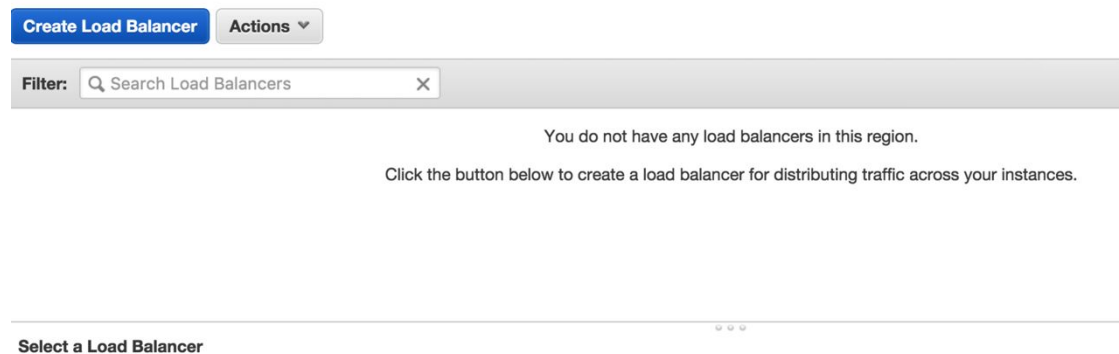 Create Load Balancer Actions
Filter: Search Load Balancers
You do not have any load balancers in this region.
Click the button below to create a load balancer for distributing traffic across your instances.
Select a Load Balancer